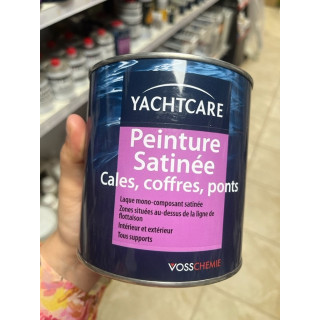 YACHTCARE
Peinture
Satinée
Cales, coffres, ponts
Laque mono-composant satinée
Zones situées au-dessus de la ligne de
flottaison
Intérieur et extérieur
Tous supports
VOSSCHEMIE